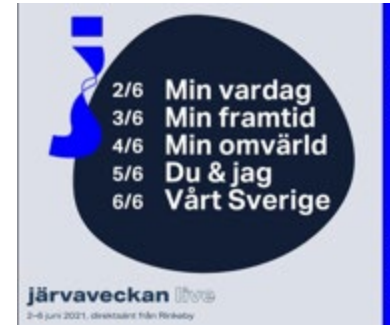 2/6 Min vardag
3/6 Min framtid
4/6 Min omvärld
5/6 Du & jag
6/6 Vårt Sverige
järvaveckan live
2–6 juni 2021, direktsänt från Rinkeby